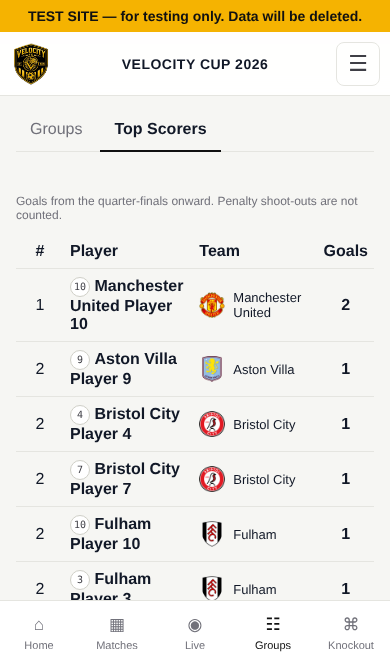 TEST SITE — for testing only. Data will be deleted.
VELOCITY
VELOCITY CUP 2026
Groups
Top Scorers
Goals from the quarter-finals onward. Penalty shoot-outs are not
counted.
# Player Team Goals
1 10 Manchester United Player 10 Manchester United 2
2 9 Aston Villa Player 9 Aston Villa 1
2 4 Bristol City Player 4 Bristol City 1
2 7 Bristol City Player 7 Bristol City 1
2 10 Fulham Player 10 Fulham 1
2 3 Fulham Player 3 Fulham 1
Home Matches Live Groups Knockout